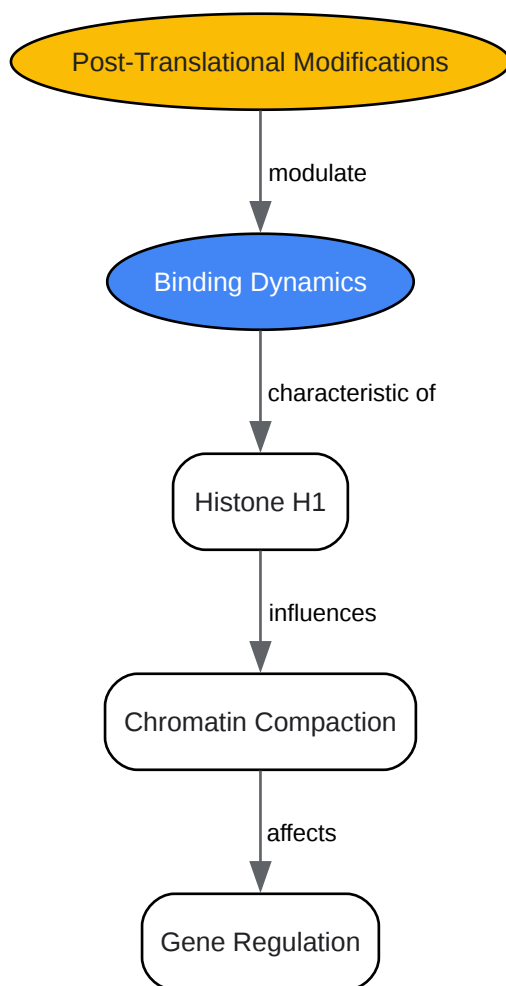 Post-Translational Modifications
modulate
Binding Dynamics
characteristic of
Histone H1
influences
Chromatin Compaction
affects
Gene Regulation